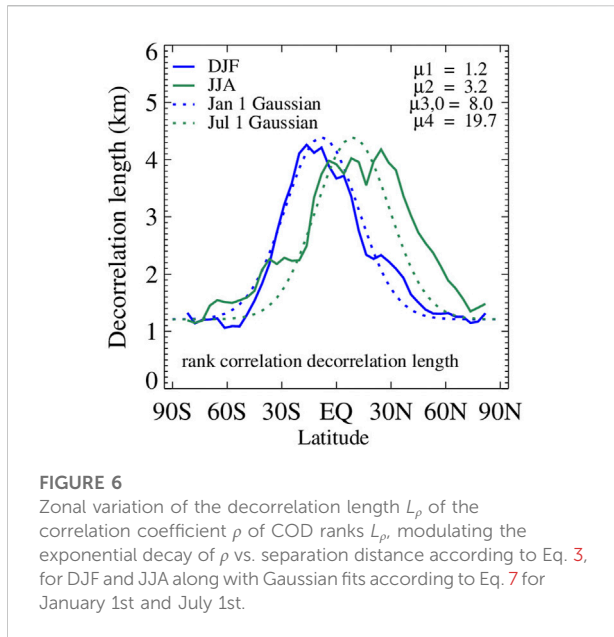 6
5
4
3
2
1
0
Decorrelation length (km)
DJF
JJA
Jan 1 Gaussian
Jul 1 Gaussian
μ1 = 1.2
μ2 = 3.2
μ3,0 = 8.0
μ4 = 19.7
rank correlation decorrelation length
90S 60S 30S EQ 30N 60N 90N
Latitude
FIGURE 6
Zonal variation of the decorrelation length Lρ of the
correlation coefficient ρ of COD ranks Lρ, modulating the
exponential decay of ρ vs. separation distance according to Eq. 3,
for DJF and JJA along with Gaussian fits according to Eq. 7 for
January 1st and July 1st.